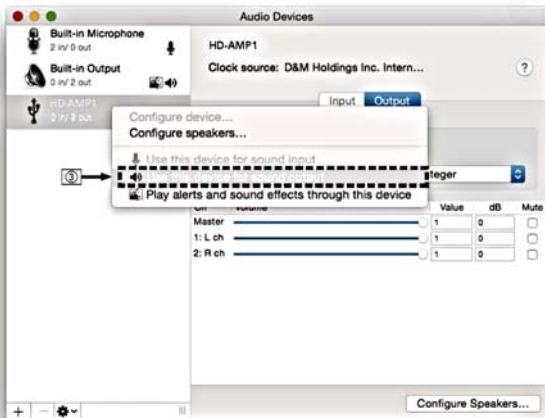 Audio Devices
Built-in Microphone
2 in/ 0 out
Built-in Output
0 in/ 2 out
HD-AMP1
0 in/ 2 out
HD-AMP1
Clock source: D&M Holdings Inc. Intern...
?
Input Output
Configure device...
Configure speakers...
Use this device for sound input
③ Use this device for sound output
Play alerts and sound effects through this device
teger
Ch Volume Value dB Mute
Master 1 0
1: L ch 1 0
2: R ch 1 0
+ −
Configure Speakers...